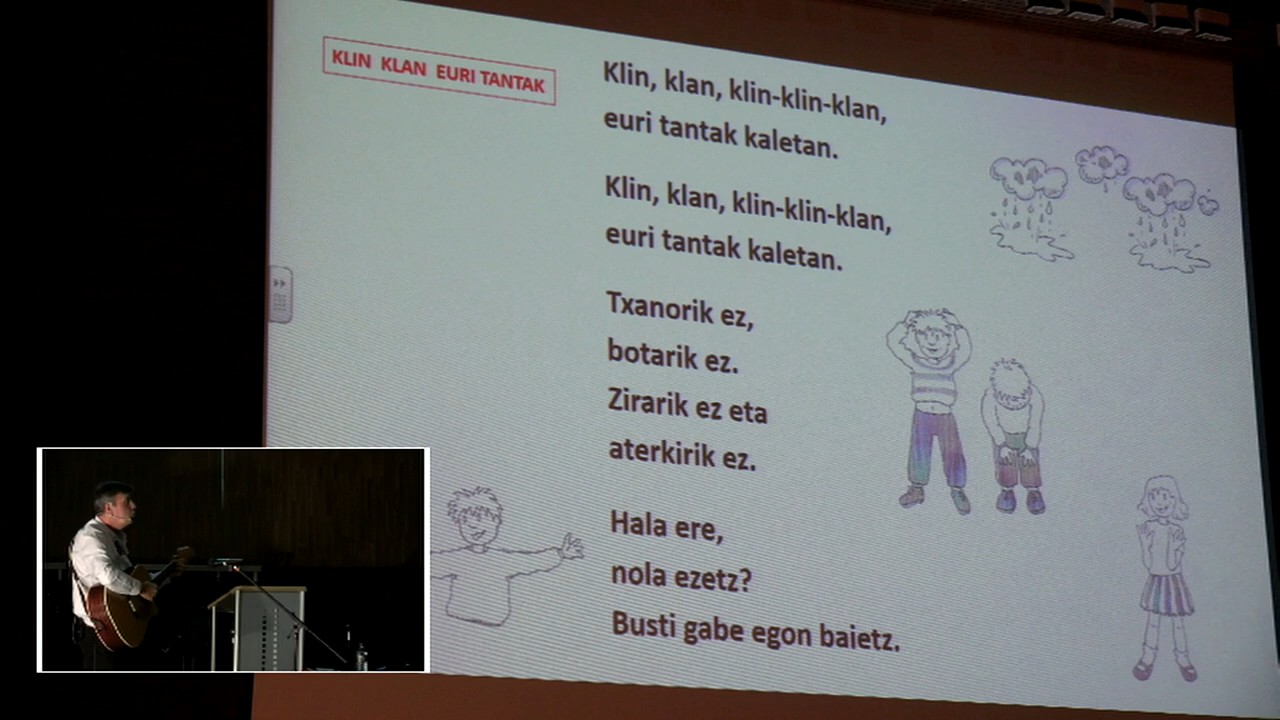 KLIN KLAN EURI TANTAK
Klin, klan, klin-klin-klan,
euri tantak kaletan.
Klin, klan, klin-klin-klan,
euri tantak kaletan.
Txanorik ez,
botarik ez.
Zirarik ez eta
aterkirik ez.
Hala ere,
nola ezetz?
Busti gabe egon baietz.